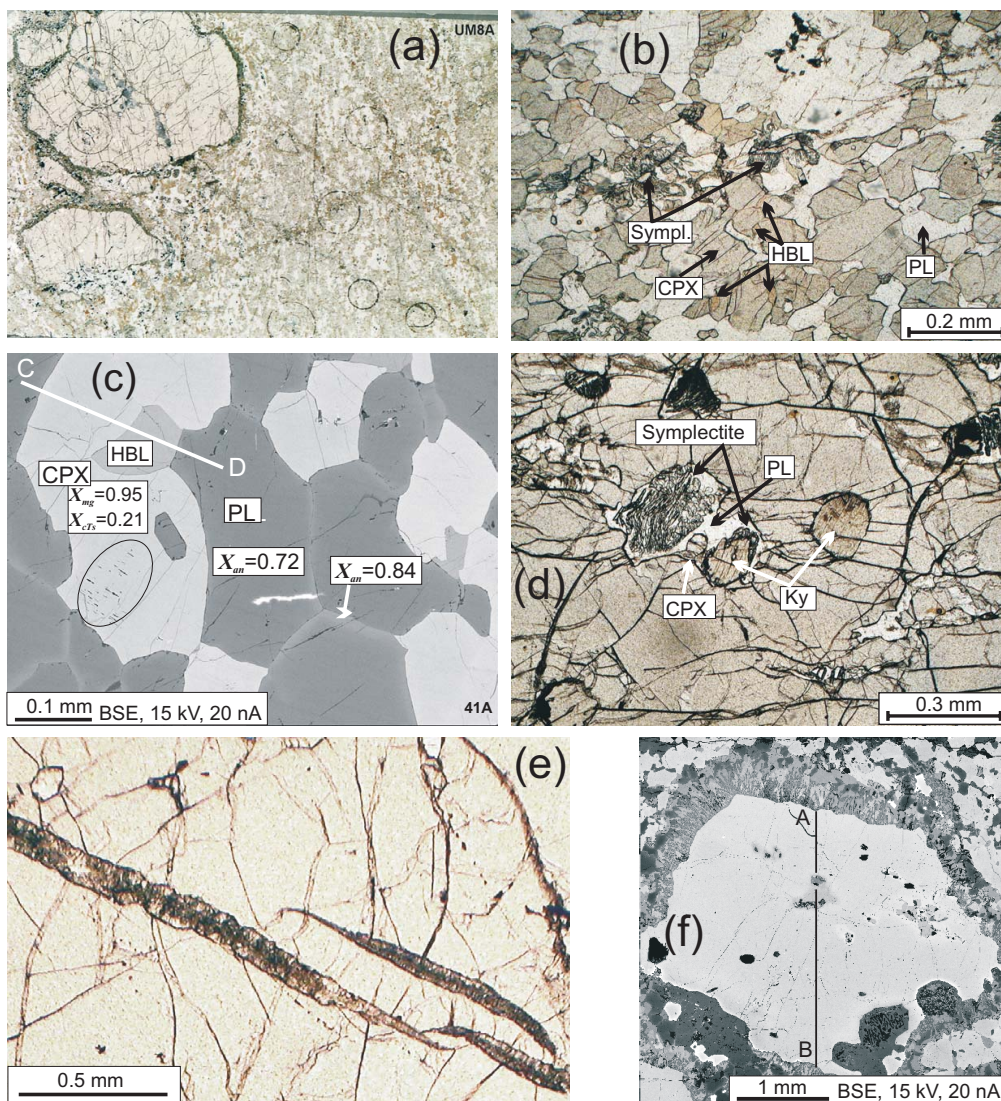 (a)
UM8A
(b)
Sympl.
HBL
CPX
PL
0.2 mm
(c)
C
HBL
D
CPX
Xmg=0.95
XcTs=0.21
PL
Xan=0.72
Xan=0.84
0.1 mm BSE, 15 kV, 20 nA
41A
Symplectite
PL
(d)
CPX
Ky
0.3 mm
(e)
0.5 mm
A
(f)
B
1 mm BSE, 15 kV, 20 nA